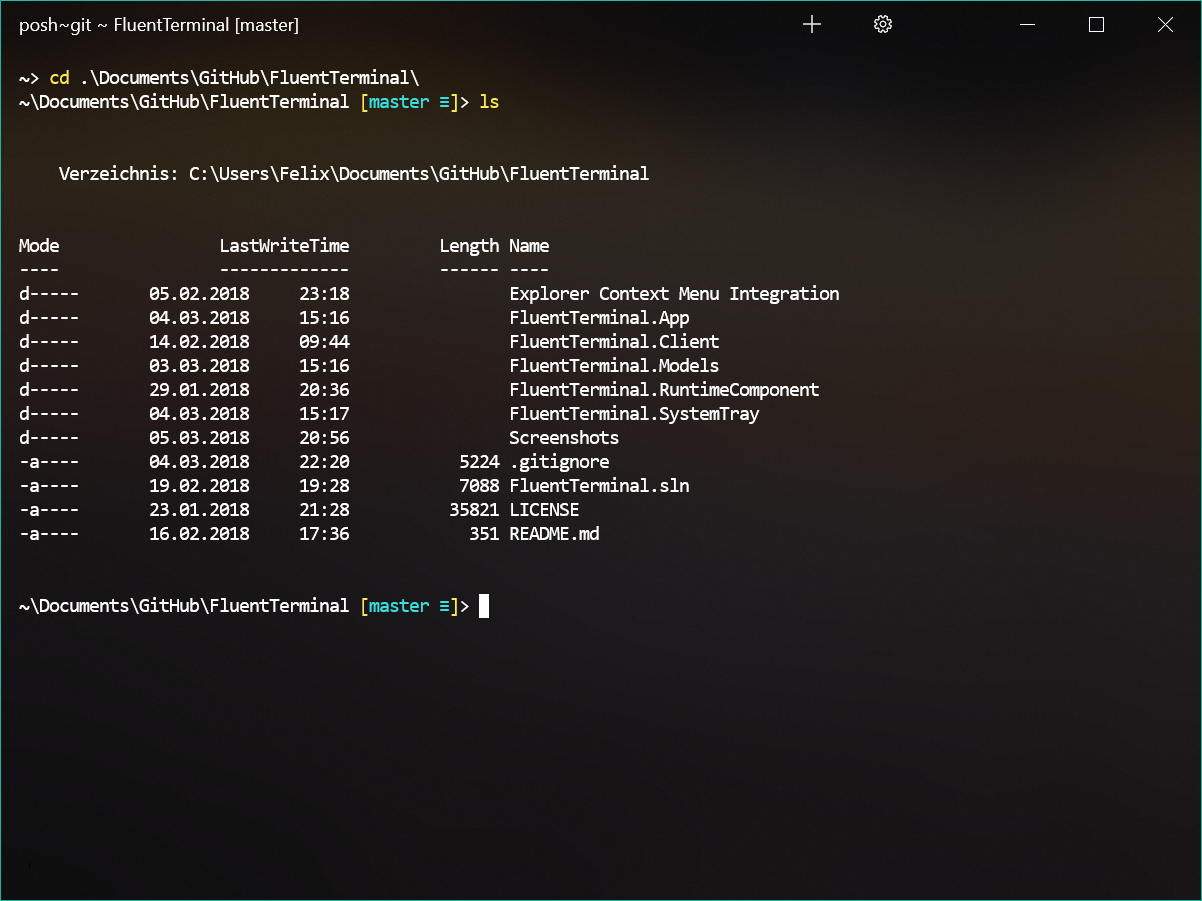 posh~git ~ FluentTerminal [master]
~> cd .\Documents\GitHub\FluentTerminal\
~\Documents\GitHub\FluentTerminal [master ≡]> ls
Verzeichnis: C:\Users\Felix\Documents\GitHub\FluentTerminal
Mode                LastWriteTime         Length Name
----                -------------         ------ ----
d-----       05.02.2018     23:18                Explorer Context Menu Integration
d-----       04.03.2018     15:16                FluentTerminal.App
d-----       14.02.2018     09:44                FluentTerminal.Client
d-----       03.03.2018     15:16                FluentTerminal.Models
d-----       29.01.2018     20:36                FluentTerminal.RuntimeComponent
d-----       04.03.2018     15:17                FluentTerminal.SystemTray
d-----       05.03.2018     20:56                Screenshots
-a----       04.03.2018     22:20           5224 .gitignore
-a----       19.02.2018     19:28           7088 FluentTerminal.sln
-a----       23.01.2018     21:28          35821 LICENSE
-a----       16.02.2018     17:36            351 README.md
~\Documents\GitHub\FluentTerminal [master ≡]>